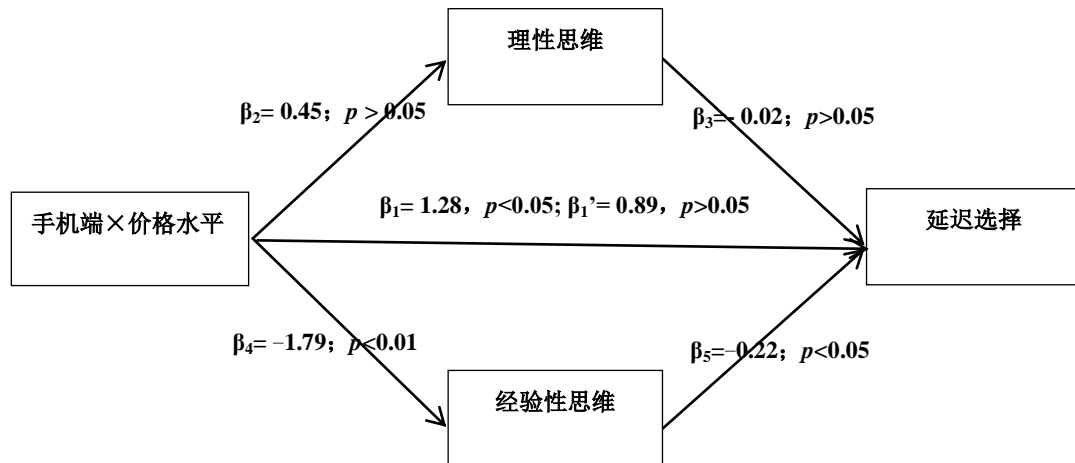 理性思维
β₂= 0.45；p > 0.05
β₃=- 0.02；p>0.05
手机端×价格水平
β₁= 1.28，p<0.05; β₁’= 0.89，p>0.05
延迟选择
β₄= –1.79；p<0.01
β₅=–0.22；p<0.05
经验性思维